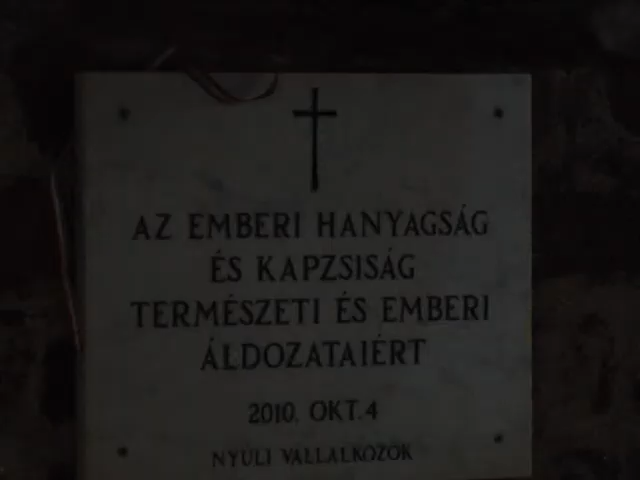 AZ EMBERI HANYAGSÁG
ÉS KAPZSISÁG
TERMÉSZETI ÉS EMBERI
ÁLDOZATAIÉRT
2010. OKT. 4
NYÚLI VÁLLALKOZÓK